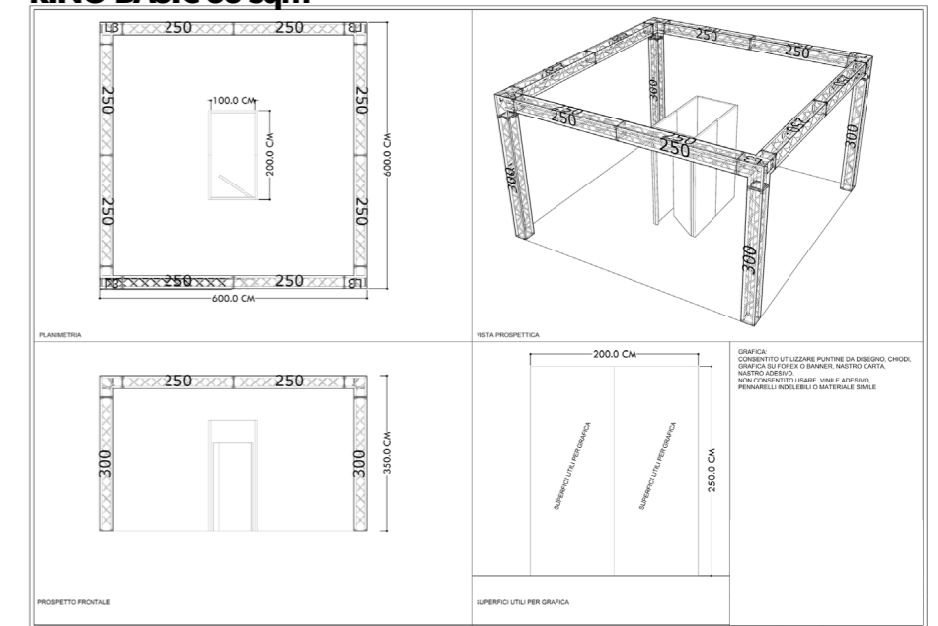 250 250
250 250
100.0 CM
200.0 CM
600.0 CM
250 250
250 250
600.0 CM
PLANIMETRIA
250 250
250
250
250
250
300
300
300
300
VISTA PROSPETTICA
250 250
300 300
350.0 CM
PROSPETTO FRONTALE
200.0 CM
SUPERFICI UTILI PER GRAFICA
SUPERFICI UTILI PER GRAFICA
250.0 CM
SUPERFICI UTILI PER GRAFICA
GRAFICA:
CONSENTITO UTLIZZARE PUNTINE DA DISEGNO, CHIODI,
GRAFICA SU FOFEX O BANNER, NASTRO CARTA,
NASTRO ADESIVO.
NON CONSENTITO USARE, VINILE ADESIVO,
PENNARELLI INDELEBILI O MATERIALE SIMILE